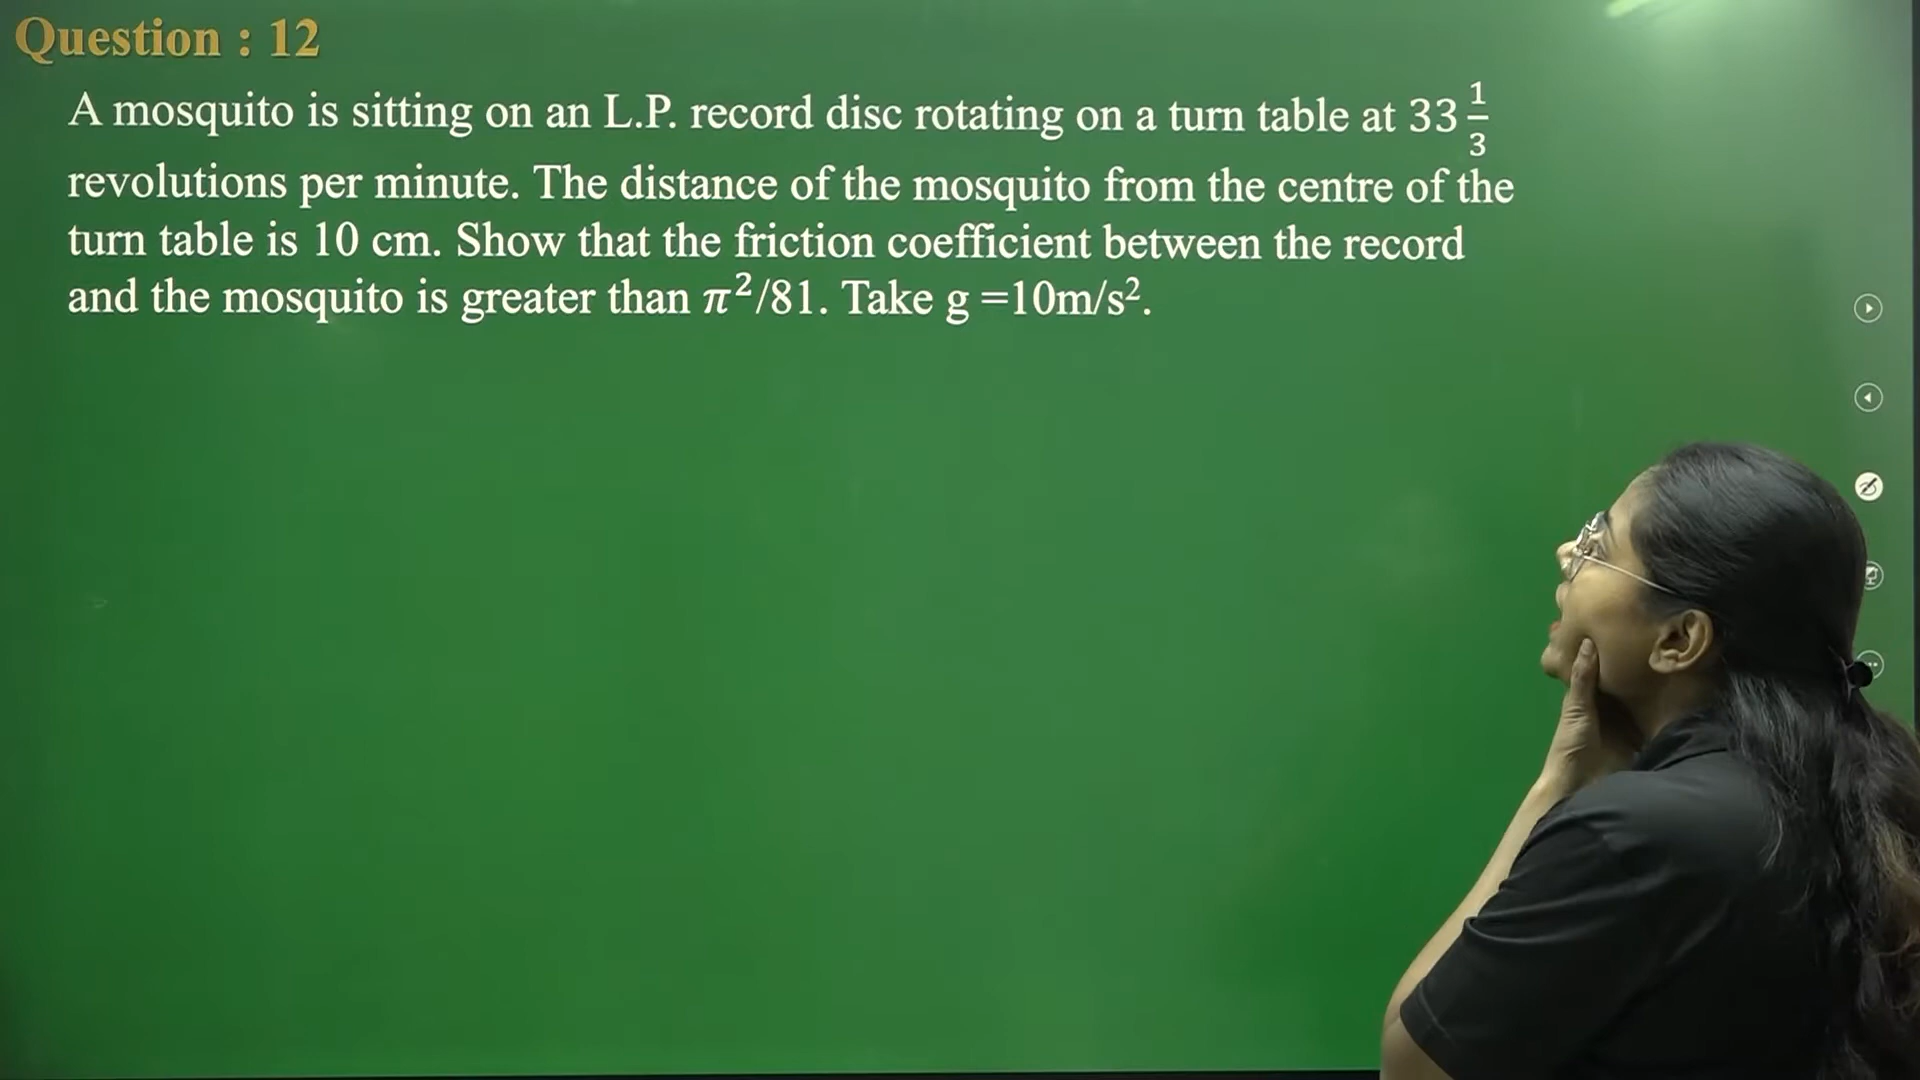 Question : 12
A mosquito is sitting on an L.P. record disc rotating on a turn table at 33 1/3
revolutions per minute. The distance of the mosquito from the centre of the
turn table is 10 cm. Show that the friction coefficient between the record
and the mosquito is greater than π²/81. Take g =10m/s².